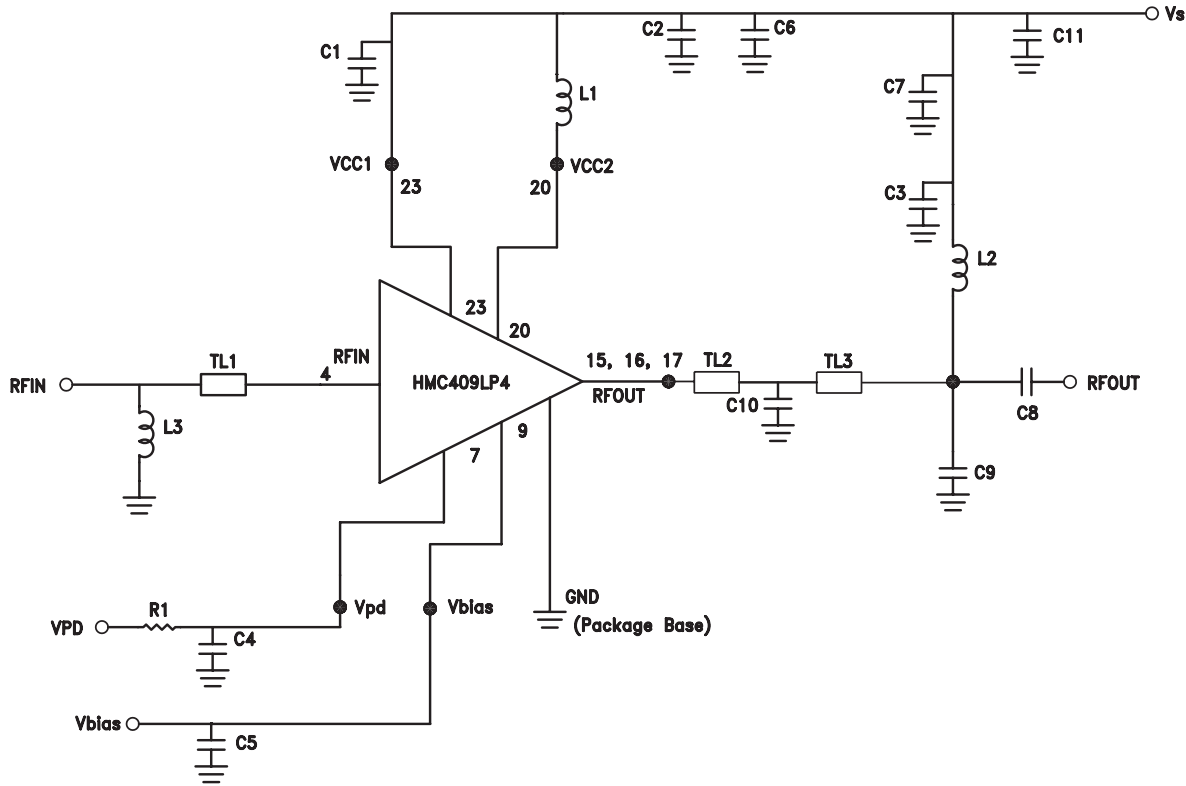 Vs
C1
C2
C6
C11
L1
C7
VCC1
VCC2
23
20
C3
L2
23
20
RFIN
TL1
RFIN
4
HMC409LP4
15, 16, 17
RFOUT
TL2
C10
TL3
RFOUT
C8
L3
7
9
C9
GND
(Package Base)
VPD
R1
C4
Vpd
Vbias
Vbias
C5